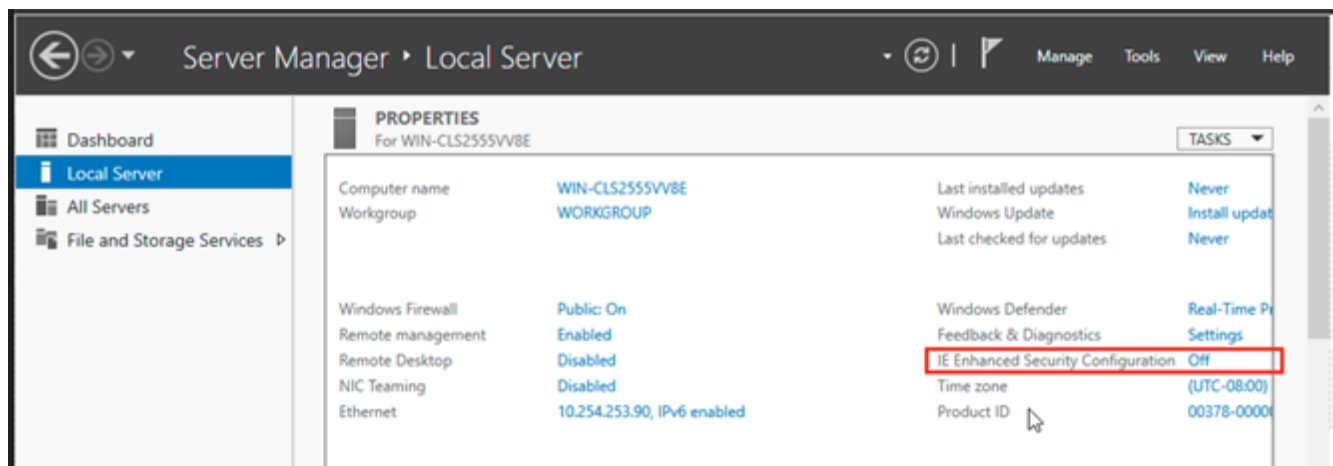 Server Manager ‣ Local Server
Manage Tools View Help
Dashboard
Local Server
All Servers
File and Storage Services
PROPERTIES
For WIN-CLS2555VV8E
TASKS
Computer name WIN-CLS2555VV8E
Workgroup WORKGROUP
Last installed updates Never
Windows Update Install updat
Last checked for updates Never
Windows Firewall Public: On
Remote management Enabled
Remote Desktop Disabled
NIC Teaming Disabled
Ethernet 10.254.253.90, IPv6 enabled
Windows Defender Real-Time P
Feedback & Diagnostics Settings
IE Enhanced Security Configuration Off
Time zone (UTC-08:00)
Product ID 00378-0000